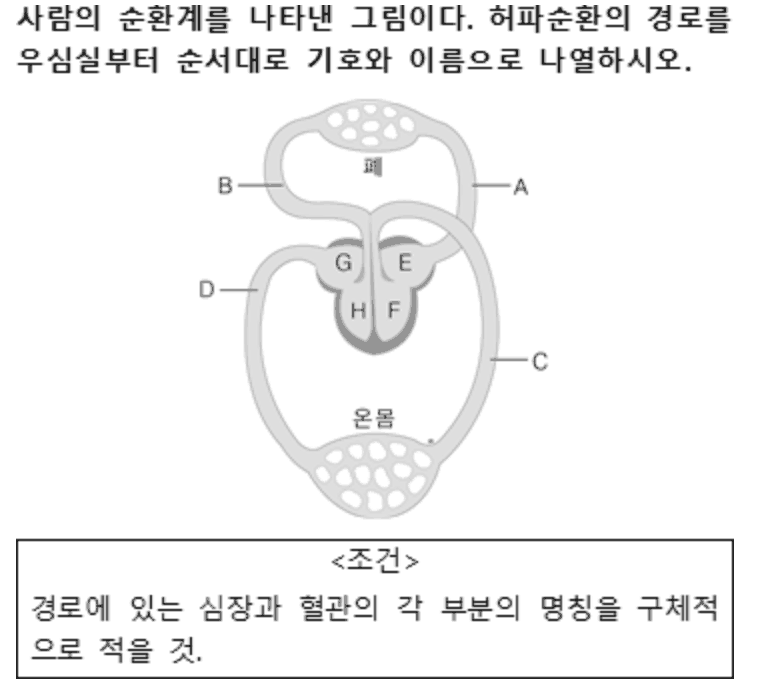 사람의 순환계를 나타낸 그림이다. 허파순환의 경로를
우심실부터 순서대로 기호와 이름으로 나열하시오.
폐
B
A
G
E
D
H
F
C
온몸
<조건>
경로에 있는 심장과 혈관의 각 부분의 명칭을 구체적
으로 적을 것.